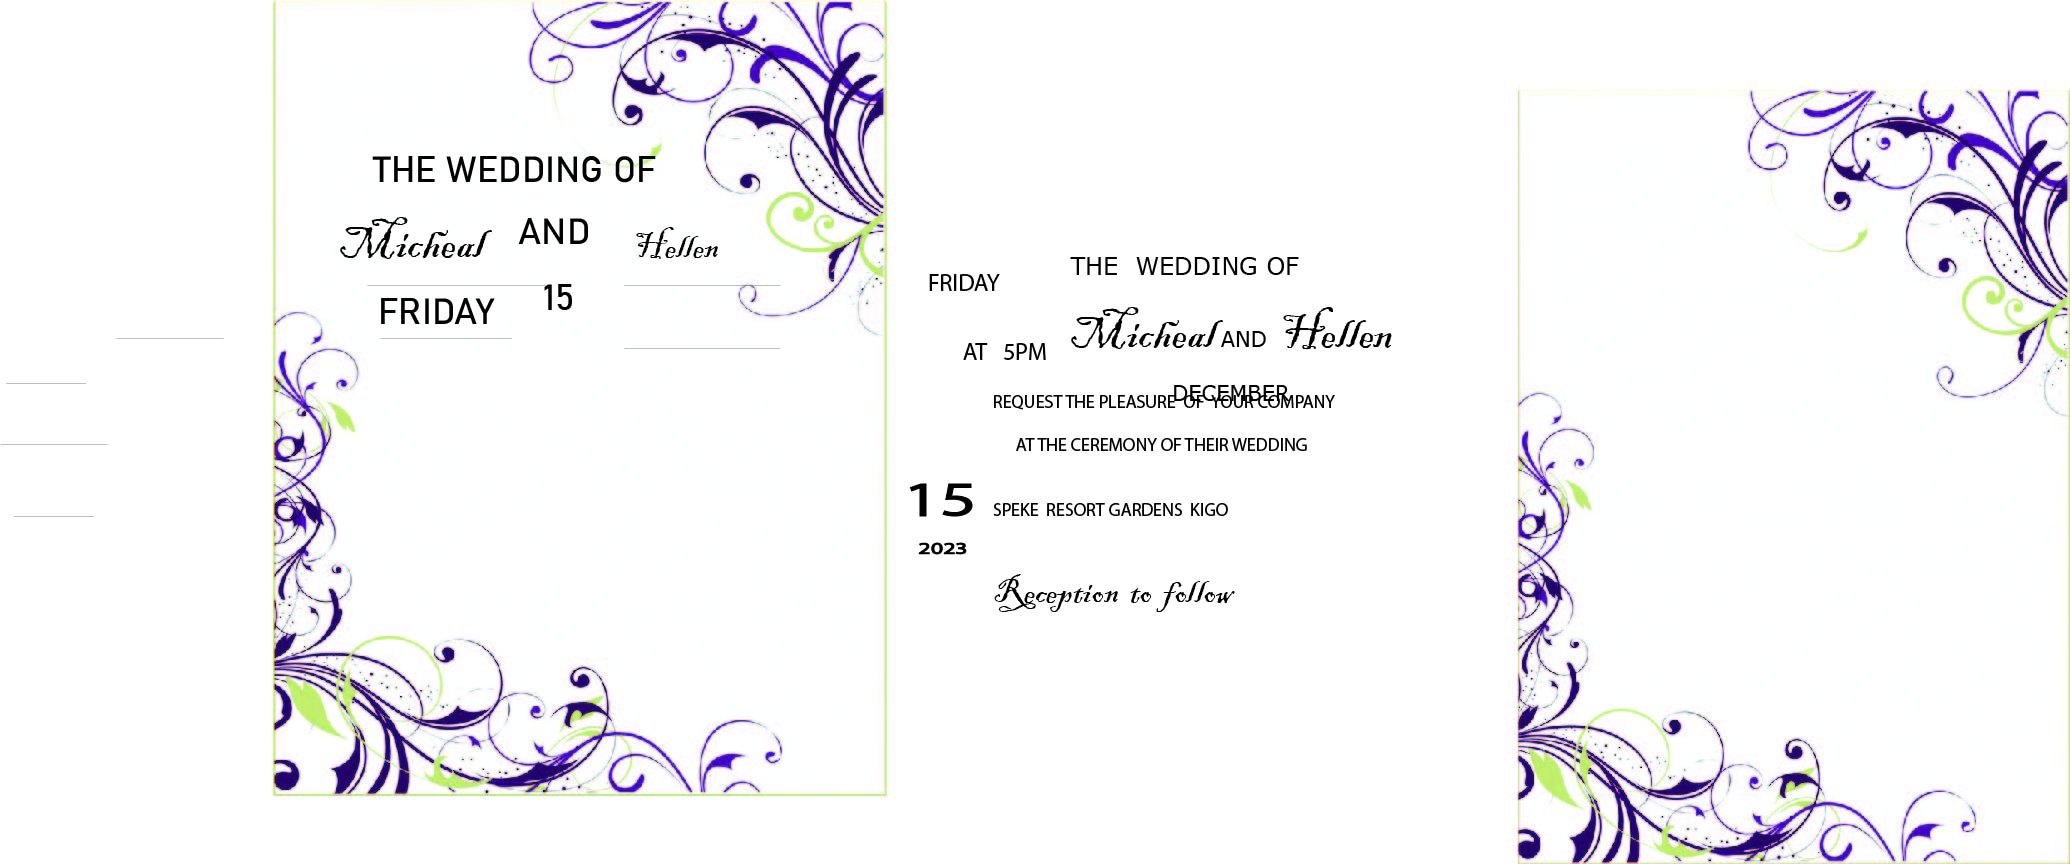 THE WEDDING OF
Micheal AND Hellen
FRIDAY 15
THE WEDDING OF
FRIDAY
Micheal AND Hellen
AT 5PM
DECEMBER
REQUEST THE PLEASURE OF YOUR COMPANY
AT THE CEREMONY OF THEIR WEDDING
15
SPEKE RESORT GARDENS KIGO
2023
Reception to follow